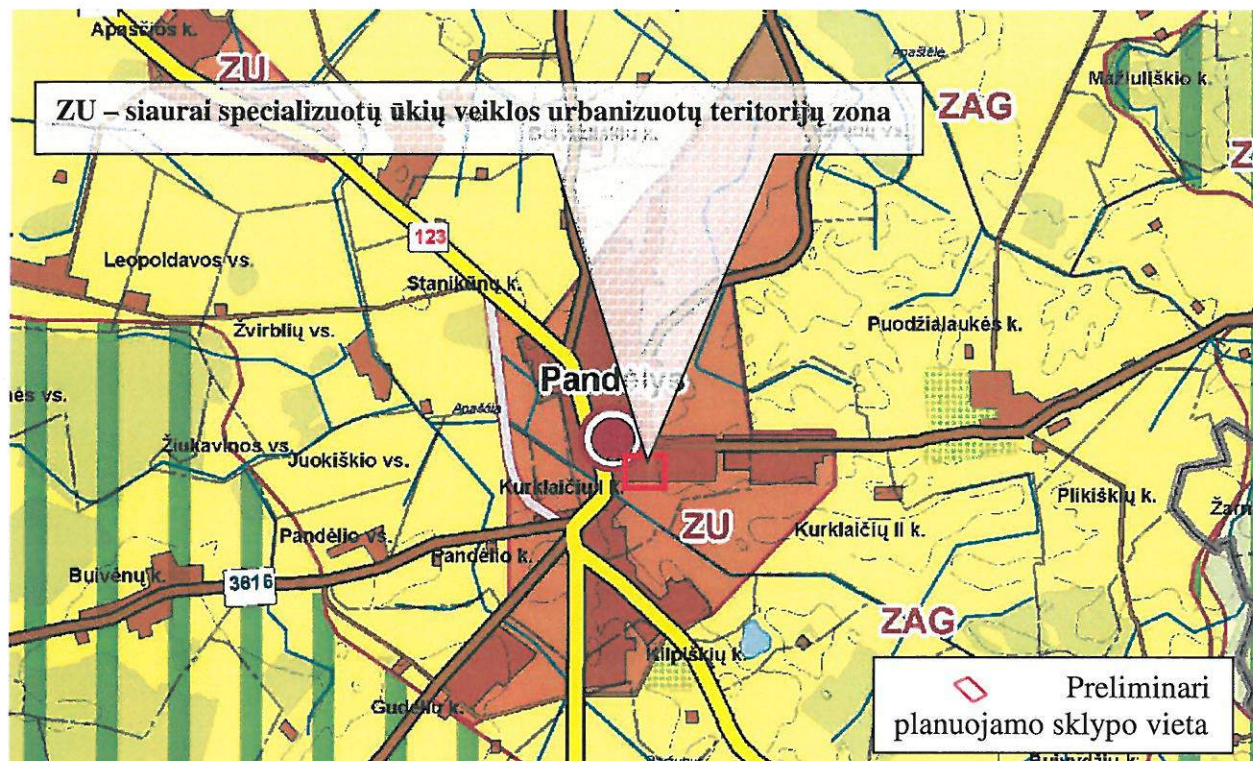 Apaščios k.
ZU
Apaštėlė
Mažiuliškio k.
ZAG
ZU – siaurai specializuotų ūkių veiklos urbanizuotų teritorijų zona
123
Leopoldavos vs.
Stanikūnų k.
Žvirblių vs.
Puodžialaukės k.
Pandėlys
Apaščia
Žiukavinos vs.
Juokiškio vs.
Kurklaičių I k.
Plikiškių k.
ZU
Kurklaičių II k.
Pandėlio vs.
Pandėlio k.
Buivėnų k.
3616
ZAG
Kilpiškių k.
Gudelių k.
Preliminari
planuojamo sklypo vieta